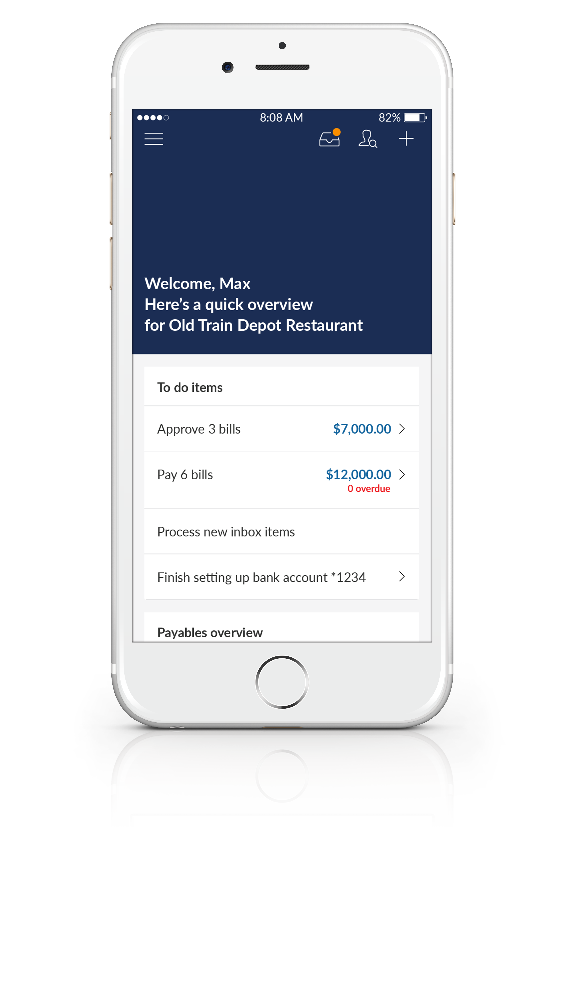 8:08 AM 82%
Welcome, Max
Here’s a quick overview
for Old Train Depot Restaurant
To do items
Approve 3 bills $7,000.00
Pay 6 bills $12,000.00
0 overdue
Process new inbox items
Finish setting up bank account *1234
Payables overview